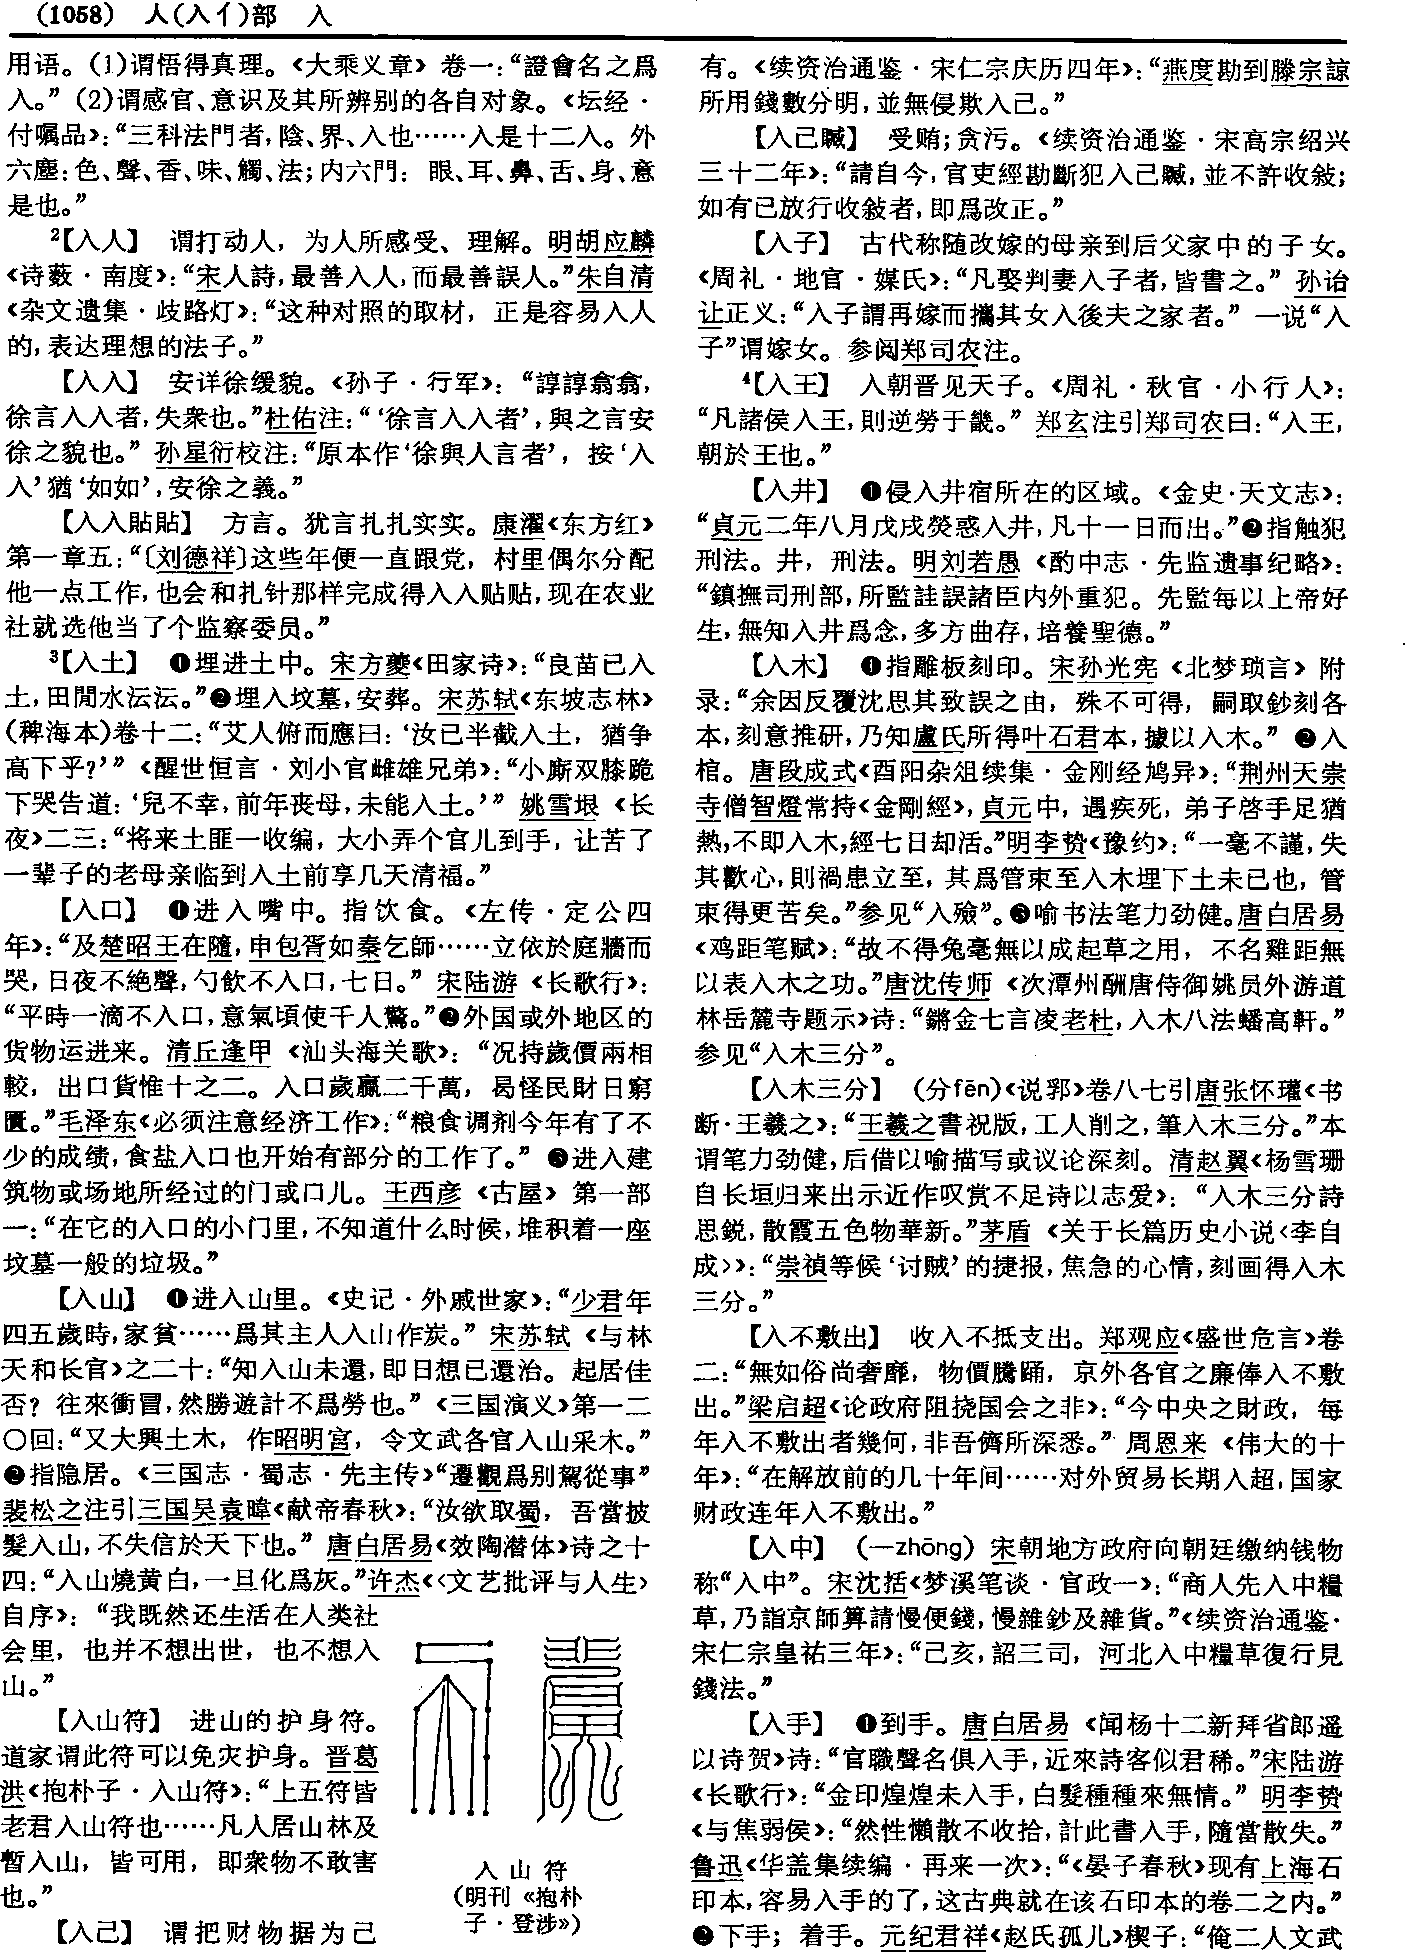 (1058) 人(入亻)部 入
用语。(1)谓悟得真理。《大乘义章》卷一：“證會名之爲
入。”(2)谓感官、意识及其所辨别的各自对象。《坛经·
付嘱品》：“三科法門者，陰、界、入也……入是十二入。外
六塵：色、聲、香、味、觸、法；内六門：眼、耳、鼻、舌、身、意
是也。”
²【入人】 谓打动人，为人所感受、理解。明胡应麟
《诗薮·南度》：“宋人詩，最善入人，而最善誤人。”朱自清
《杂文遗集·歧路灯》：“这种对照的取材，正是容易入人
的，表达理想的法子。”
【入入】 安详徐缓貌。《孙子·行军》：“諄諄翕翕，
徐言入入者，失衆也。”杜佑注：“‘徐言入入者’，與之言安
徐之貌也。”孙星衍校注：“原本作‘徐與人言者’，按‘入
入’猶‘如如’，安徐之義。”
【入入貼貼】 方言。犹言扎扎实实。康濯《东方红》
第一章五：“〔刘德祥〕这些年便一直跟党，村里偶尔分配
他一点工作，也会和扎针那样完成得入入贴贴，现在农业
社就选他当了个监察委员。”
³【入土】 ❶埋进土中。宋方夔《田家诗》：“良苗已入
土，田閒水沄沄。”❷埋入坟墓，安葬。宋苏轼《东坡志林》
(稗海本)卷十二：“艾人俯而應曰：‘汝已半截入土，猶争
高下乎？’”《醒世恒言·刘小官雌雄兄弟》：“小厮双膝跪
下哭告道：‘兒不幸，前年丧母，未能入土。’”姚雪垠《长
夜》二三：“将来土匪一收编，大小弄个官儿到手，让苦了
一辈子的老母亲临到入土前享几天清福。”
【入口】 ❶进入嘴中。指饮食。《左传·定公四
年》：“及楚昭王在隨，申包胥如秦乞師……立依於庭牆而
哭，日夜不絶聲，勺飲不入口，七日。”宋陆游《长歌行》：
“平時一滴不入口，意氣頃使千人驚。”❷外国或外地区的
货物运进来。清丘逢甲《汕头海关歌》：“况持歲價兩相
較，出口貨惟十之二。入口歲贏二千萬，曷怪民財日窮
匱。”毛泽东《必须注意经济工作》：“粮食调剂今年有了不
少的成绩，食盐入口也开始有部分的工作了。”❸进入建
筑物或场地所经过的门或口儿。王西彦《古屋》第一部
一：“在它的入口的小门里，不知道什么时候，堆积着一座
坟墓一般的垃圾。”
【入山】 ❶进入山里。《史记·外戚世家》：“少君年
四五歲時，家貧……爲其主人入山作炭。”宋苏轼《与林
天和长官》之二十：“知入山未還，即日想已還治。起居佳
否？往來衝冒，然勝遊計不爲勞也。”《三国演义》第一二
〇回：“又大興土木，作昭明宫，令文武各官入山采木。”
❷指隐居。《三国志·蜀志·先主传》“遷觀爲别駕從事”
裴松之注引三国吴袁暐《献帝春秋》：“汝欲取蜀，吾當披
髮入山，不失信於天下也。”唐白居易《效陶潜体》诗之十
四：“入山燒黄白，一旦化爲灰。”许杰《〈文艺批评与人生〉
自序》：“我既然还生活在人类社
会里，也并不想出世，也不想入
山。”
【入山符】 进山的护身符。
道家谓此符可以免灾护身。晋葛
洪《抱朴子·入山符》：“上五符皆
老君入山符也……凡人居山林及
暫入山，皆可用，即衆物不敢害
也。”
【入己】 谓把财物据为己
入山符
(明刊《抱朴
子·登涉》)
有。《续资治通鉴·宋仁宗庆历四年》：“燕度勘到滕宗諒
所用錢數分明，並無侵欺入己。”
【入己贓】 受贿；贪污。《续资治通鉴·宋高宗绍兴
三十二年》：“請自今，官吏經勘斷犯入己贓，並不許收敍；
如有已放行收敍者，即爲改正。”
【入子】 古代称随改嫁的母亲到后父家中的子女。
《周礼·地官·媒氏》：“凡娶判妻入子者，皆書之。”孙诒
让正义：“入子謂再嫁而攜其女入後夫之家者。”一说“入
子”谓嫁女。参阅郑司农注。
⁴【入王】 入朝晋见天子。《周礼·秋官·小行人》：
“凡諸侯入王，則逆勞于畿。”郑玄注引郑司农曰：“入王，
朝於王也。”
【入井】 ❶侵入井宿所在的区域。《金史·天文志》：
“貞元二年八月戊戌熒惑入井，凡十一日而出。”❷指触犯
刑法。井，刑法。明刘若愚《酌中志·先监遗事纪略》：
“鎮撫司刑部，所監詿誤諸臣内外重犯。先監每以上帝好
生，無知入井爲念，多方曲存，培養聖德。”
【入木】 ❶指雕板刻印。宋孙光宪《北梦琐言》附
录：“余因反覆沈思其致誤之由，殊不可得，嗣取鈔刻各
本，刻意推研，乃知盧氏所得叶石君本，據以入木。”❷入
棺。唐段成式《酉阳杂俎续集·金刚经鸠异》：“荆州天崇
寺僧智燈常持《金剛經》，貞元中，遇疾死，弟子啓手足猶
熱，不即入木，經七日却活。”明李贽《豫约》：“一毫不謹，失
其歡心，則禍患立至，其爲管束至入木埋下土未已也，管
束得更苦矣。”参见“入殮”。❸喻书法笔力劲健。唐白居易
《鸡距笔赋》：“故不得兔毫無以成起草之用，不名雞距無
以表入木之功。”唐沈传师《次潭州酬唐侍御姚员外游道
林岳麓寺题示》诗：“鏘金七言凌老杜，入木八法蟠高軒。”
参见“入木三分”。
【入木三分】 (分fēn)《说郛》卷八七引唐张怀瓘《书
断·王羲之》：“王羲之書祝版，工人削之，筆入木三分。”本
谓笔力劲健，后借以喻描写或议论深刻。清赵翼《杨雪珊
自长垣归来出示近作叹赏不足诗以志爱》：“入木三分詩
思鋭，散霞五色物華新。”茅盾《关于长篇历史小说〈李自
成〉》：“崇禎等候‘讨贼’的捷报，焦急的心情，刻画得入木
三分。”
【入不敷出】 收入不抵支出。郑观应《盛世危言》卷
二：“無如俗尚奢靡，物價騰踊，京外各官之廉俸入不敷
出。”梁启超《论政府阻挠国会之非》：“今中央之財政，每
年入不敷出者幾何，非吾儕所深悉。”周恩来《伟大的十
年》：“在解放前的几十年间……对外贸易长期入超，国家
财政连年入不敷出。”
【入中】 (一zhōng) 宋朝地方政府向朝廷缴纳钱物
称“入中”。宋沈括《梦溪笔谈·官政一》：“商人先入中糧
草，乃詣京師筭請慢便錢，慢雜鈔及雜貨。”《续资治通鉴·
宋仁宗皇祐三年》：“己亥，詔三司，河北入中糧草復行見
錢法。”
【入手】 ❶到手。唐白居易《闻杨十二新拜省郎遥
以诗贺》诗：“官職聲名俱入手，近來詩客似君稀。”宋陆游
《长歌行》：“金印煌煌未入手，白髮種種來無情。”明李贽
《与焦弱侯》：“然性懶散不收拾，計此書入手，隨當散失。”
鲁迅《华盖集续编·再来一次》：“《晏子春秋》现有上海石
印本，容易入手的了，这古典就在该石印本的卷二之内。”
❷下手；着手。元纪君祥《赵氏孤儿》楔子：“俺二人文武